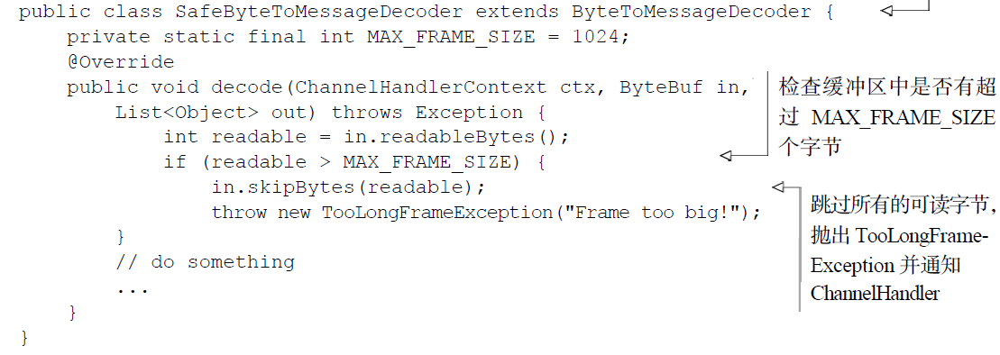 public class SafeByteToMessageDecoder extends ByteToMessageDecoder {
    private static final int MAX_FRAME_SIZE = 1024;
    @Override
    public void decode(ChannelHandlerContext ctx, ByteBuf in,
        List<Object> out) throws Exception {
            int readable = in.readableBytes();
            if (readable > MAX_FRAME_SIZE) {
                in.skipBytes(readable);
                throw new TooLongFrameException("Frame too big!");
        }
        // do something
        ...
    }
}
检查缓冲区中是否有超
过 MAX_FRAME_SIZE
个字节
跳过所有的可读字节,
抛出 TooLongFrame-
Exception 并通知
ChannelHandler